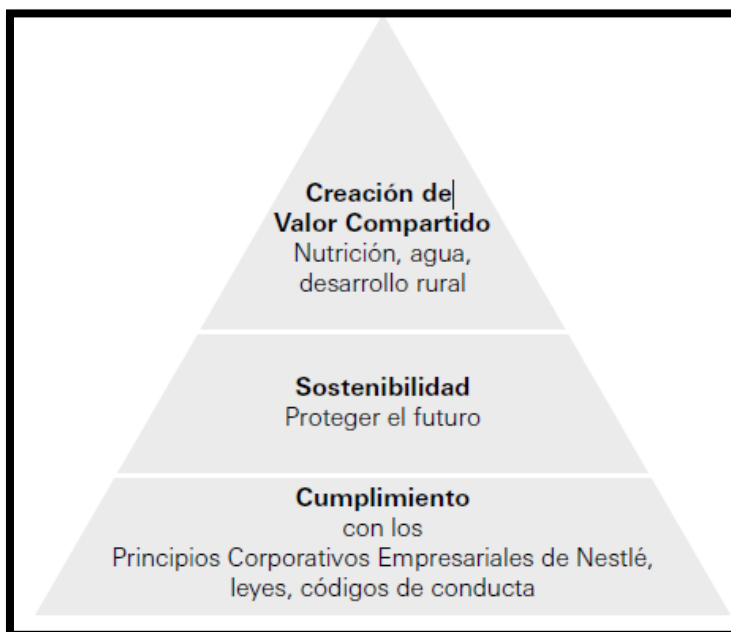 Creación de
Valor Compartido
Nutrición, agua,
desarrollo rural
Sostenibilidad
Proteger el futuro
Cumplimiento
con los
Principios Corporativos Empresariales de Nestlé,
leyes, códigos de conducta